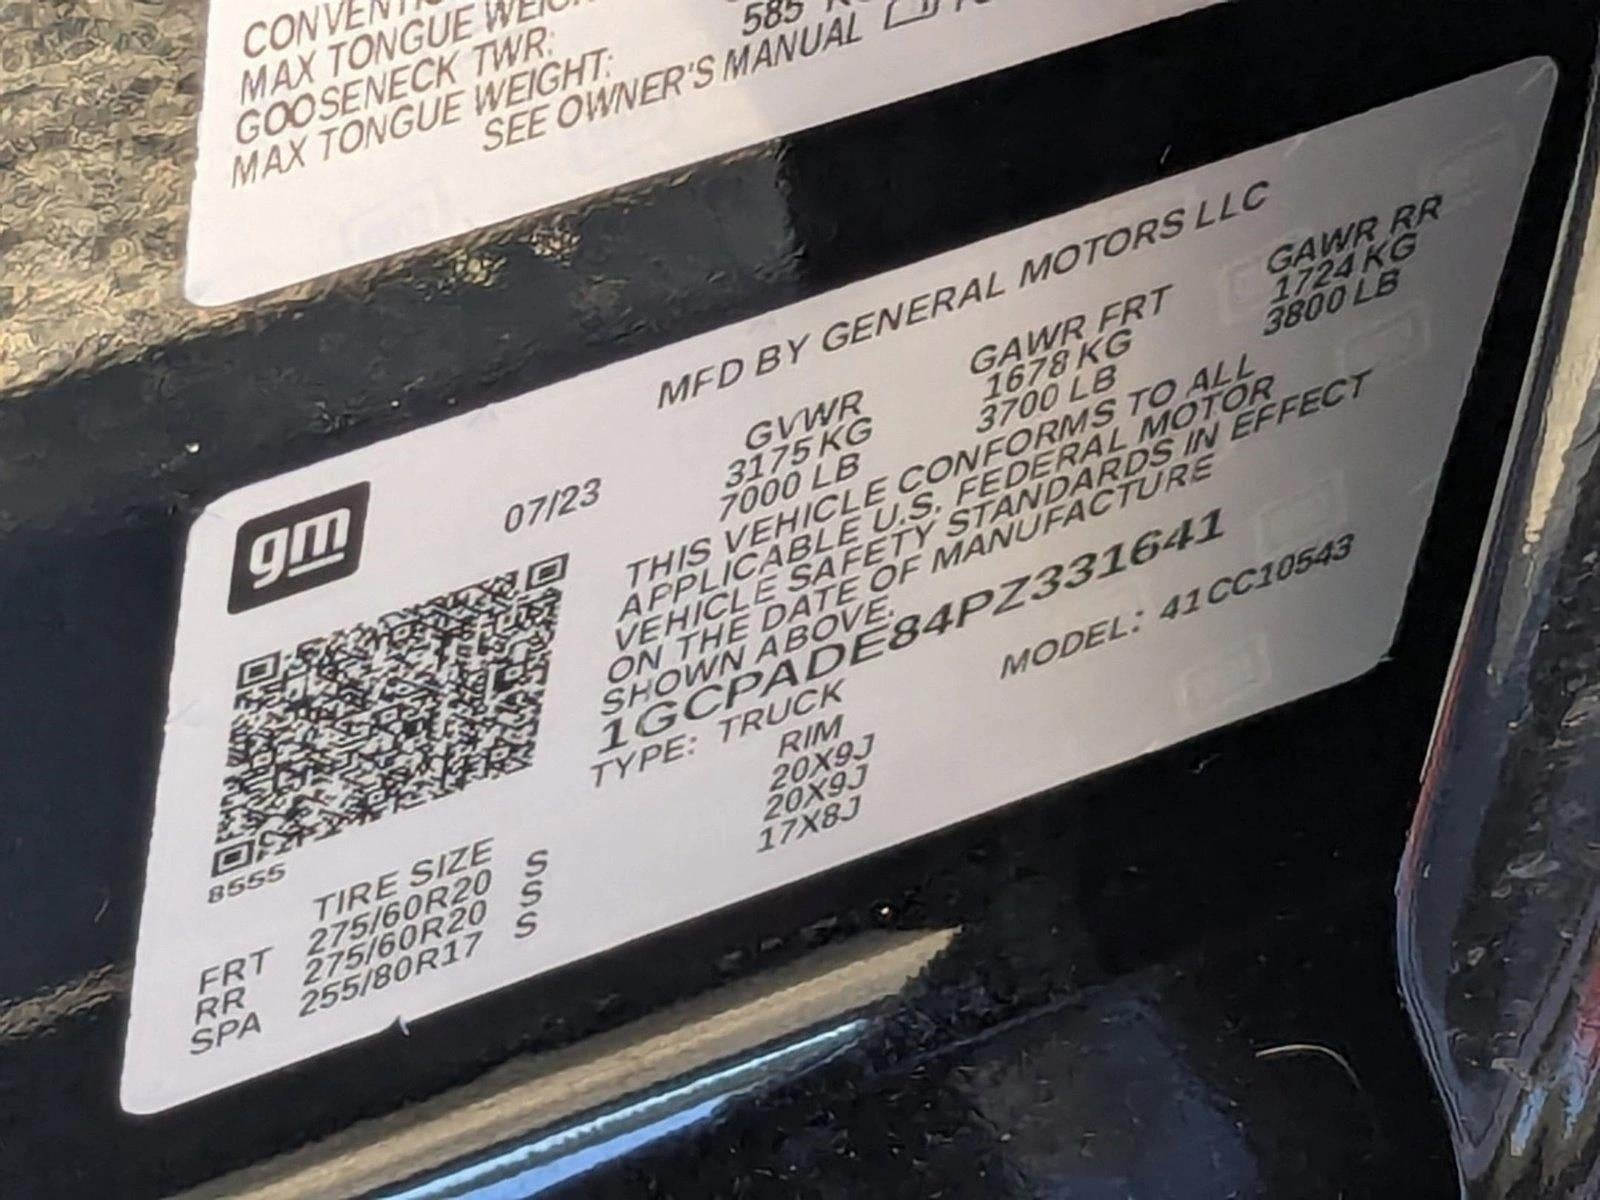 MAX TONGUE
GOOSENECK TWR:
MAX TONGUE WEIGHT: 585
SEE OWNER'S MANUAL
gm
07/23
MFD BY GENERAL MOTORS LLC
GVWR GAWR FRT GAWR RR
3175 KG 1678 KG 1724 KG
7000 LB 3700 LB 3800 LB
THIS VEHICLE CONFORMS TO ALL
APPLICABLE U.S. FEDERAL MOTOR
VEHICLE SAFETY STANDARDS IN EFFECT
ON THE DATE OF MANUFACTURE
SHOWN ABOVE.
1GCPADE84PZ331641
TYPE: TRUCK MODEL: 41CC10543
8555
TIRE SIZE RIM
FRT 275/60R20 S 20X9J
RR 275/60R20 S 20X9J
SPA 255/80R17 S 17X8J